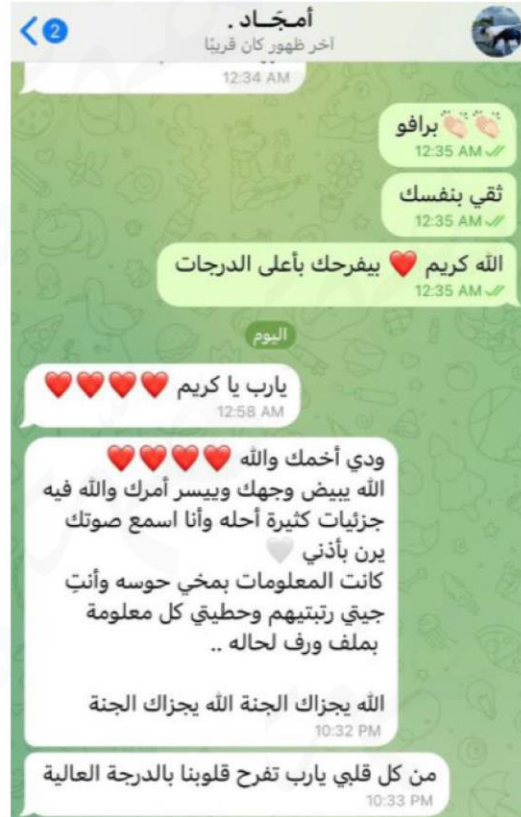 2
أمـجَــاد .
آخر ظهور كان قريبًا
12:34 AM
👏🏻👏🏻برافو
12:35 AM
ثقي بنفسك
12:35 AM
الله كريم ❤️ بيفرحك بأعلى الدرجات
12:35 AM
اليوم
يارب يا كريم ❤️❤️❤️❤️
12:58 AM
ودي أخمك والله ❤️❤️❤️❤️
الله يبيض وجهك وييسر أمرك والله فيه
جزئيات كثيرة أحله وأنا اسمع صوتك
يرن بأذني 🤍
كانت المعلومات بمخي حوسه وأنتِ
جيتي رتبتيهم وحطيتي كل معلومة
بملف ورف لحاله ..
الله يجزاك الجنة الله يجزاك الجنة
10:32 PM
من كل قلبي يارب تفرح قلوبنا بالدرجة العالية
10:33 PM